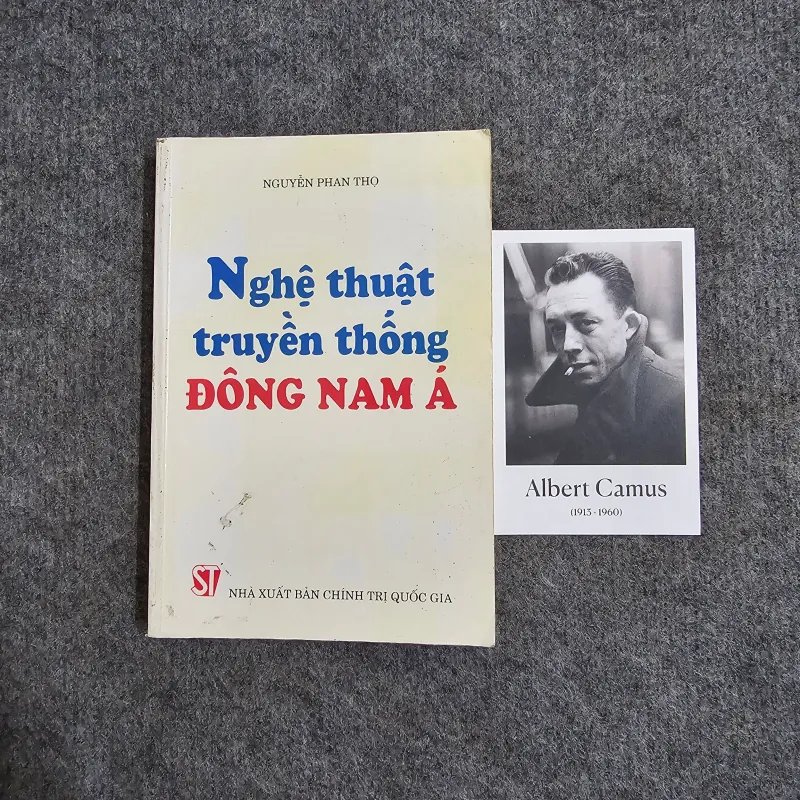 NGUYỄN PHAN THỌ
Nghệ thuật
truyền thống
ĐÔNG NAM Á
ST
NHÀ XUẤT BẢN CHÍNH TRỊ QUỐC GIA
Albert Camus
(1913 - 1960)